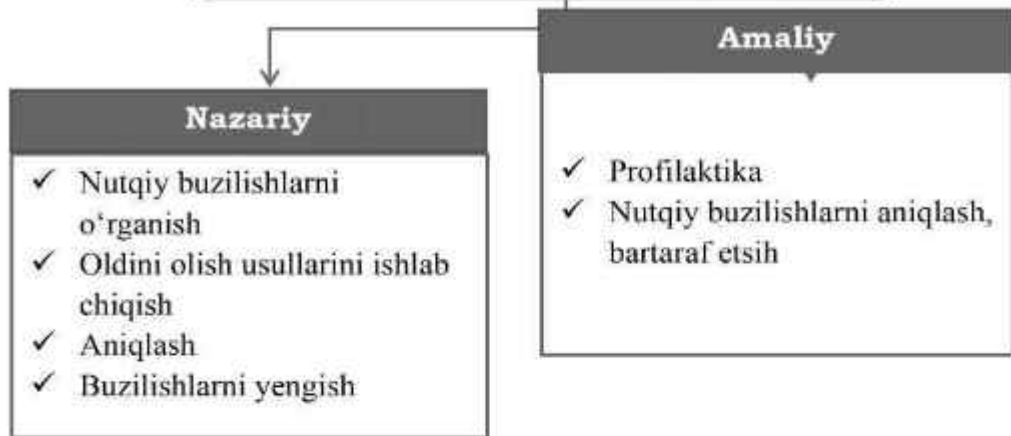 Amaliy
Nazariy
✓ Nutqiy buzilishlarni
o‘rganish
✓ Oldini olish usullarini ishlab
chiqish
✓ Aniqlash
✓ Buzilishlarni yengish
✓ Profilaktika
✓ Nutqiy buzilishlarni aniqlash,
bartaraf etsih